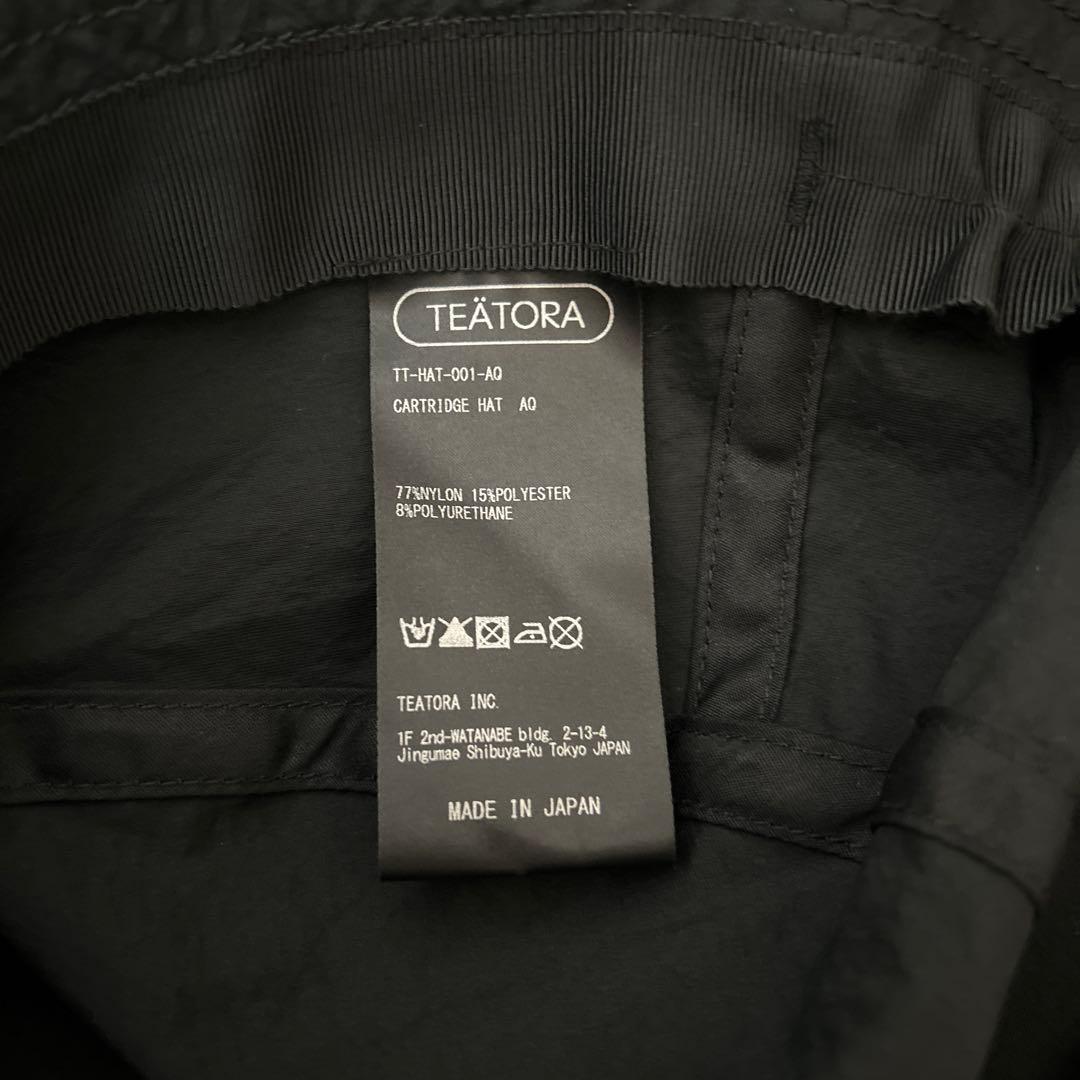 TEÄTORA
TT-HAT-001-AQ
CARTRIDGE HAT AQ
77%NYLON 15%POLYESTER
8%POLYURETHANE
TEATORA INC.
1F 2nd-WATANABE bldg. 2-13-4
Jingumae Shibuya-Ku Tokyo JAPAN
MADE IN JAPAN